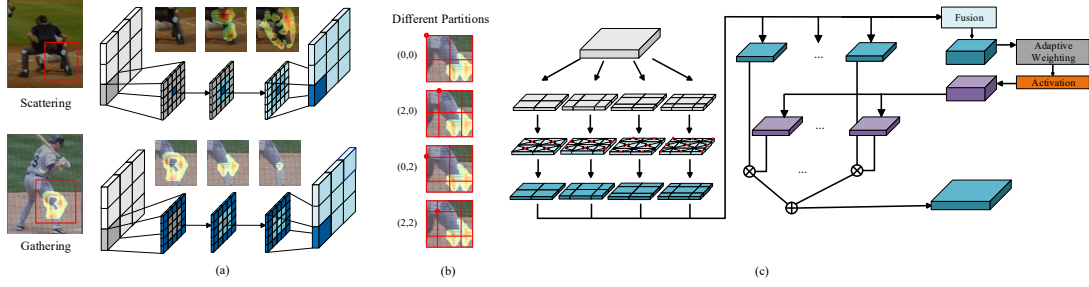 Scattering
Gathering
(a)
Different Partitions
(0,0)
(2,0)
(0,2)
(2,2)
(b)
...
Fusion
Adaptive
Weighting
Activation
...
...
(c)